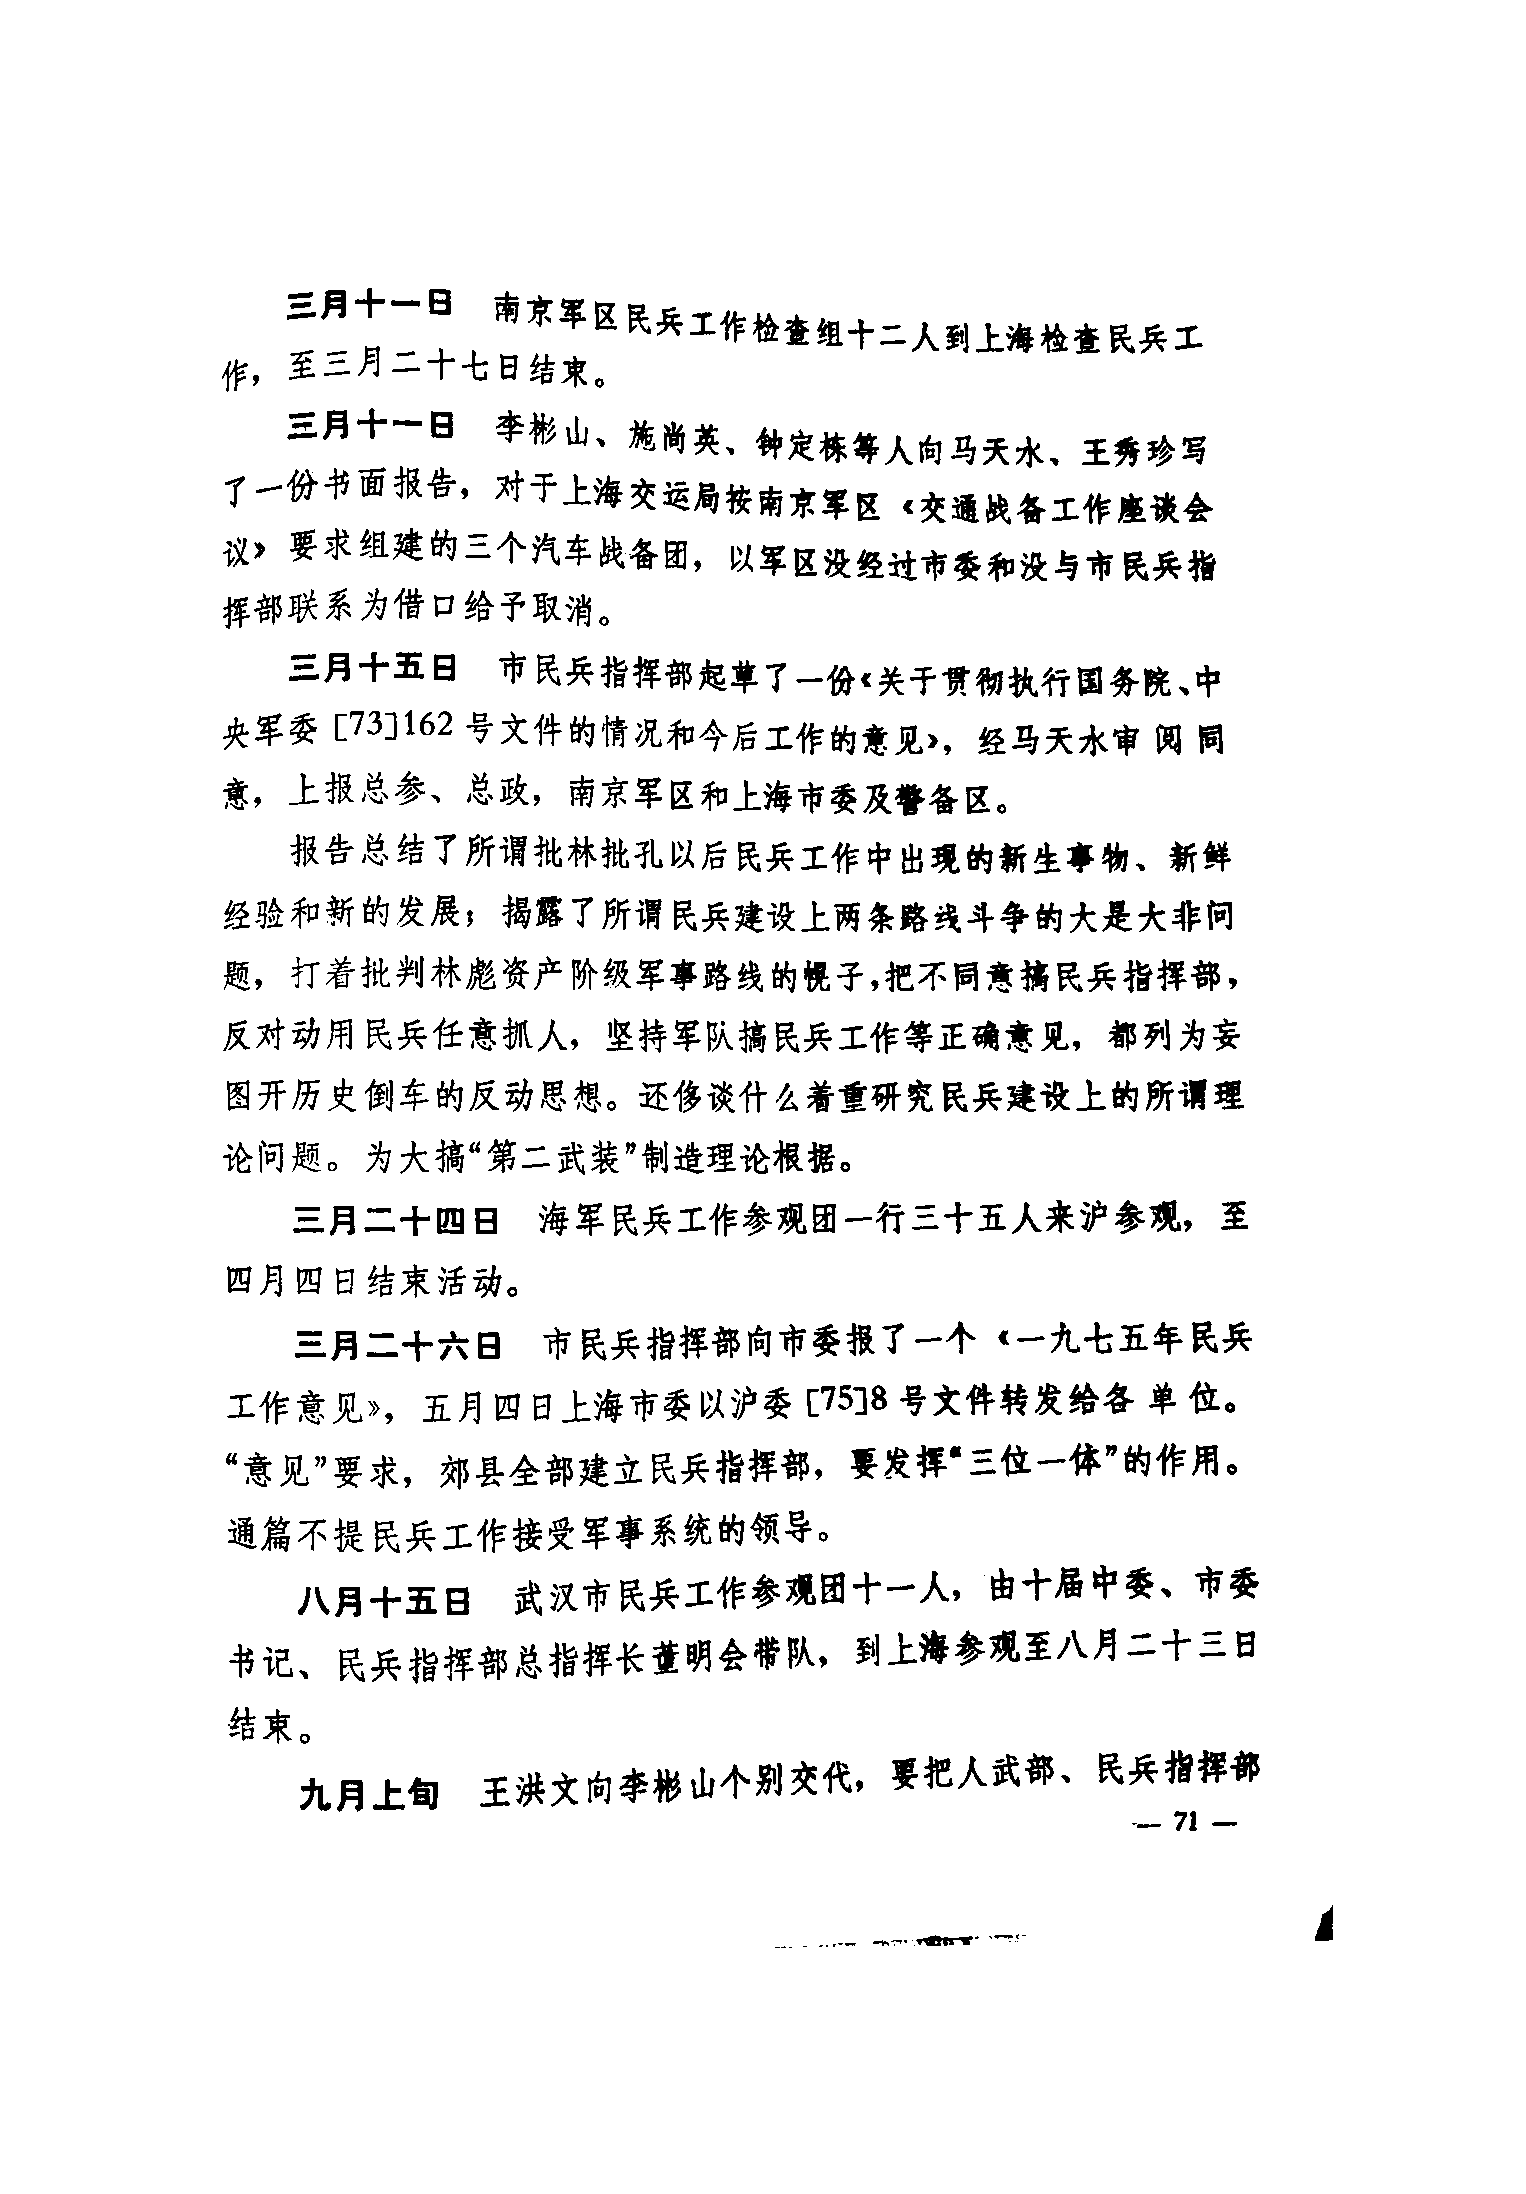 三月十一日　南京军区民兵工作检查组十二人到上海检查民兵工
作，至三月二十七日结束。
三月十一日　李彬山、施尚英、钟定栋等人向马天水、王秀珍写
了一份书面报告，对于上海交运局按南京军区《交通战备工作座谈会
议》要求组建的三个汽车战备团，以军区没经过市委和没与市民兵指
挥部联系为借口给予取消。
三月十五日　市民兵指挥部起草了一份《关于贯彻执行国务院、中
央军委［73］162号文件的情况和今后工作的意见》，经马天水审阅同
意，上报总参、总政，南京军区和上海市委及警备区。
报告总结了所谓批林批孔以后民兵工作中出现的新生事物、新鲜
经验和新的发展；揭露了所谓民兵建设上两条路线斗争的大是大非问
题，打着批判林彪资产阶级军事路线的幌子，把不同意搞民兵指挥部，
反对动用民兵任意抓人，坚持军队搞民兵工作等正确意见，都列为妄
图开历史倒车的反动思想。还侈谈什么着重研究民兵建设上的所谓理
论问题。为大搞“第二武装”制造理论根据。
三月二十四日　海军民兵工作参观团一行三十五人来沪参观，至
四月四日结束活动。
三月二十六日　市民兵指挥部向市委报了一个《一九七五年民兵
工作意见》，五月四日上海市委以沪委［75］8号文件转发给各单位。
“意见”要求，郊县全部建立民兵指挥部，要发挥“三位一体”的作用。
通篇不提民兵工作接受军事系统的领导。
八月十五日　武汉市民兵工作参观团十一人，由十届中委、市委
书记、民兵指挥部总指挥长董明会带队，到上海参观至八月二十三日
结束。
九月上旬　王洪文向李彬山个别交代，要把人武部、民兵指挥部
— 71 —